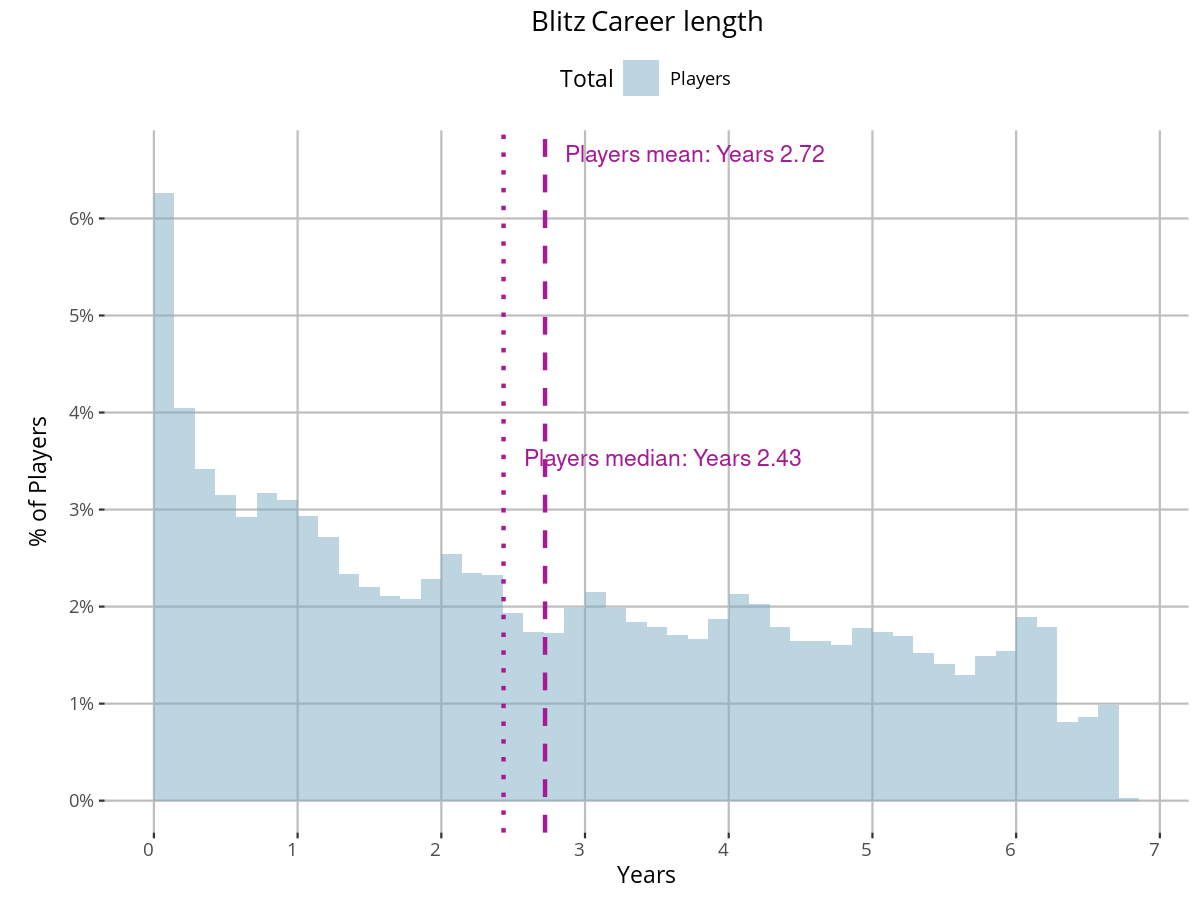 Blitz Career length
Total Players
Players mean: Years 2.72
6%
5%
4%
Players median: Years 2.43
3%
2%
1%
0%
% of Players
0 1 2 3 4 5 6 7
Years